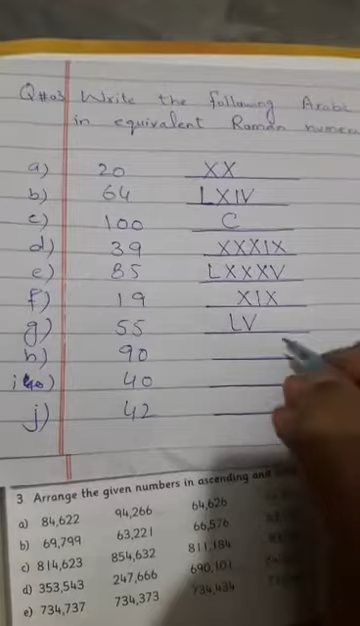 Q#03 Write the following Arabi
in equivalent Roman numera
a) 20 XX
b) 64 LXIV
c) 100 C
d) 39 XXXIX
e) 85 LXXXV
f) 19 XIX
g) 55 LV
h) 90
i) 40
j) 42
3 Arrange the given numbers in ascending and
a) 84,622 94,266 64,626
b) 69,799 63,221 66,576
c) 814,623 854,632 811,184
d) 353,543 247,666 690,101
e) 734,737 734,373 734,434